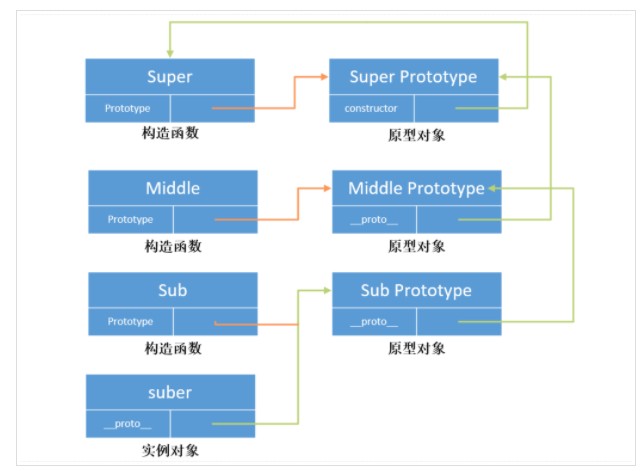 Super
Prototype
构造函数
Super Prototype
constructor
原型对象
Middle
Prototype
构造函数
Middle Prototype
__proto__
原型对象
Sub
Prototype
构造函数
Sub Prototype
__proto__
原型对象
suber
__proto__
实例对象